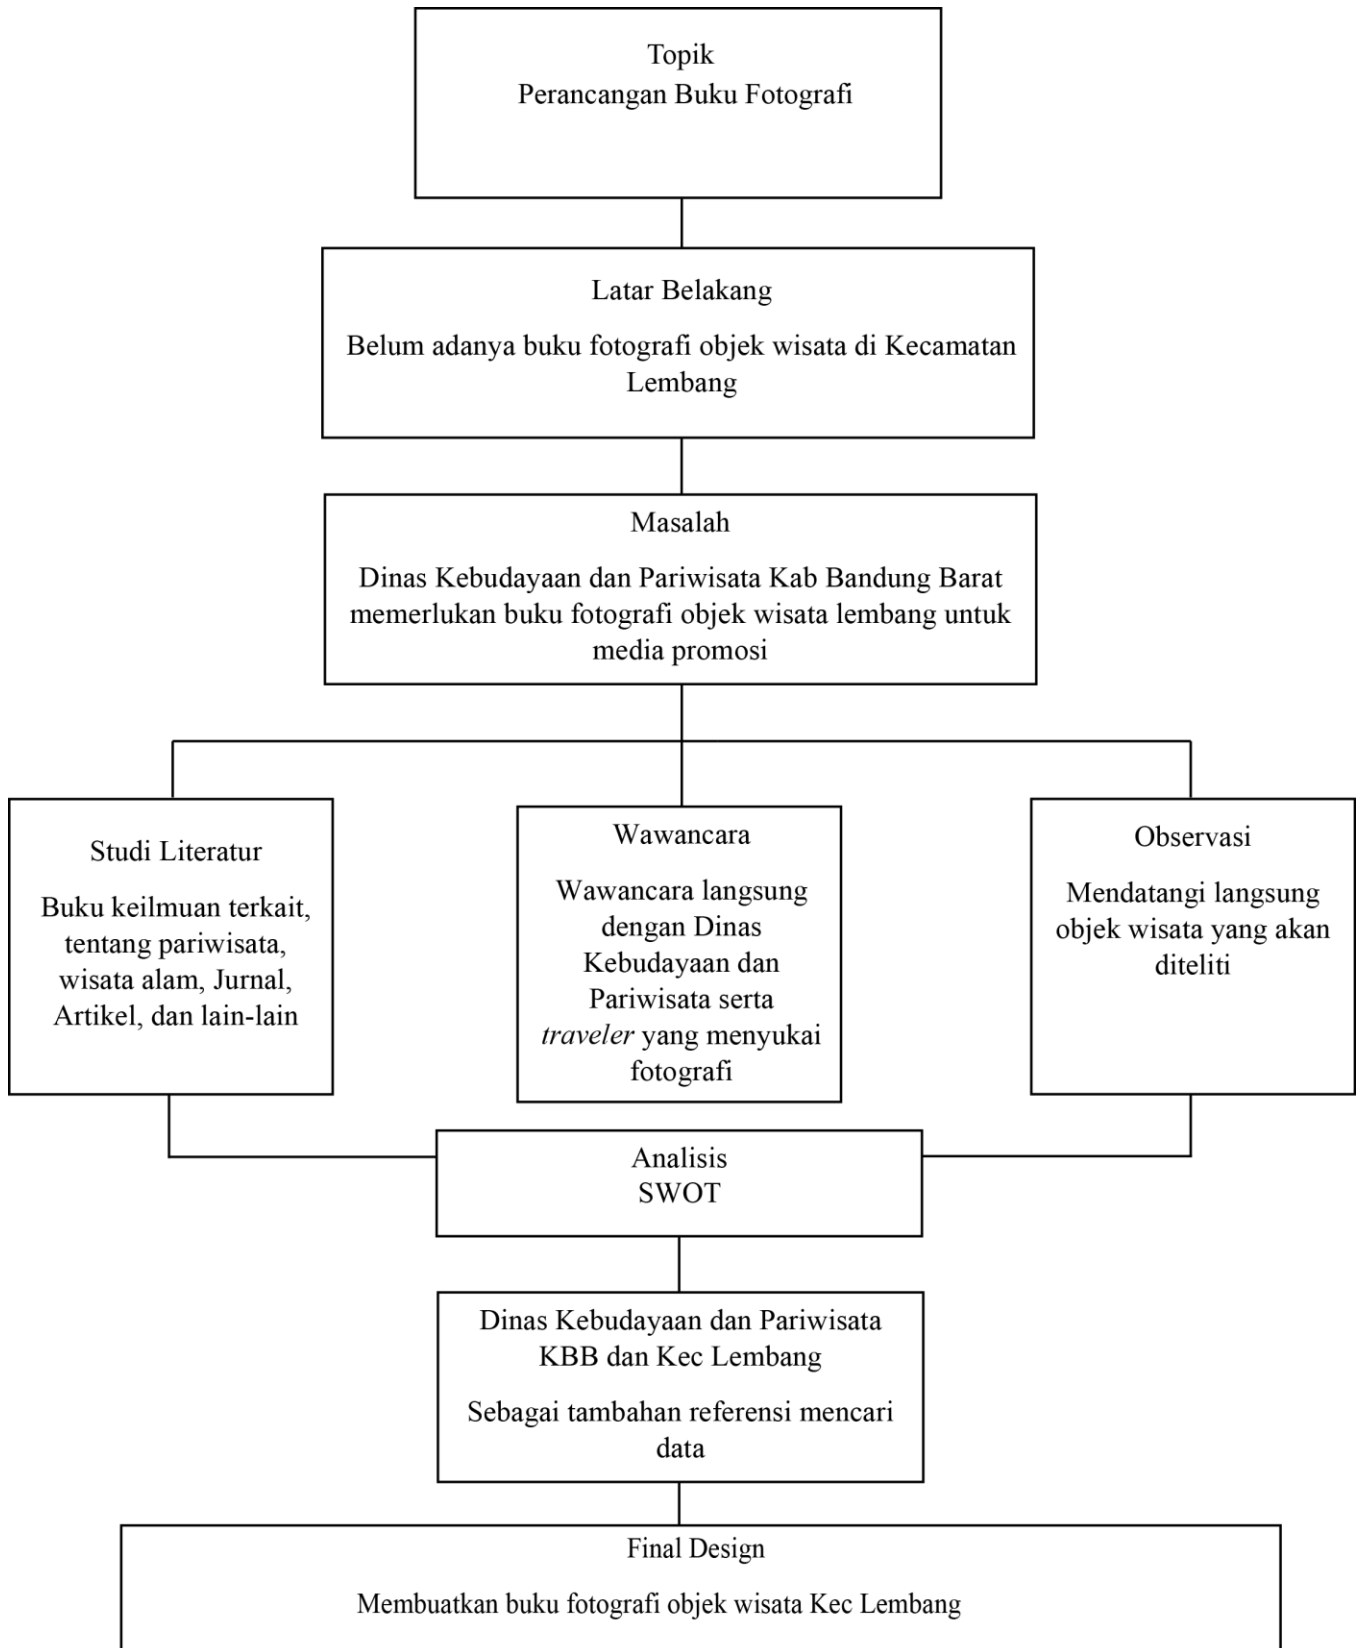 Topik
Perancangan Buku Fotografi
Latar Belakang
Belum adanya buku fotografi objek wisata di Kecamatan
Lembang
Masalah
Dinas Kebudayaan dan Pariwisata Kab Bandung Barat
memerlukan buku fotografi objek wisata lembang untuk
media promosi
Studi Literatur
Buku keilmuan terkait,
tentang pariwisata,
wisata alam, Jurnal,
Artikel, dan lain-lain
Wawancara
Wawancara langsung
dengan Dinas
Kebudayaan dan
Pariwisata serta
traveler yang menyukai
fotografi
Observasi
Mendatangi langsung
objek wisata yang akan
diteliti
Analisis
SWOT
Dinas Kebudayaan dan Pariwisata
KBB dan Kec Lembang
Sebagai tambahan referensi mencari
data
Final Design
Membuatkan buku fotografi objek wisata Kec Lembang